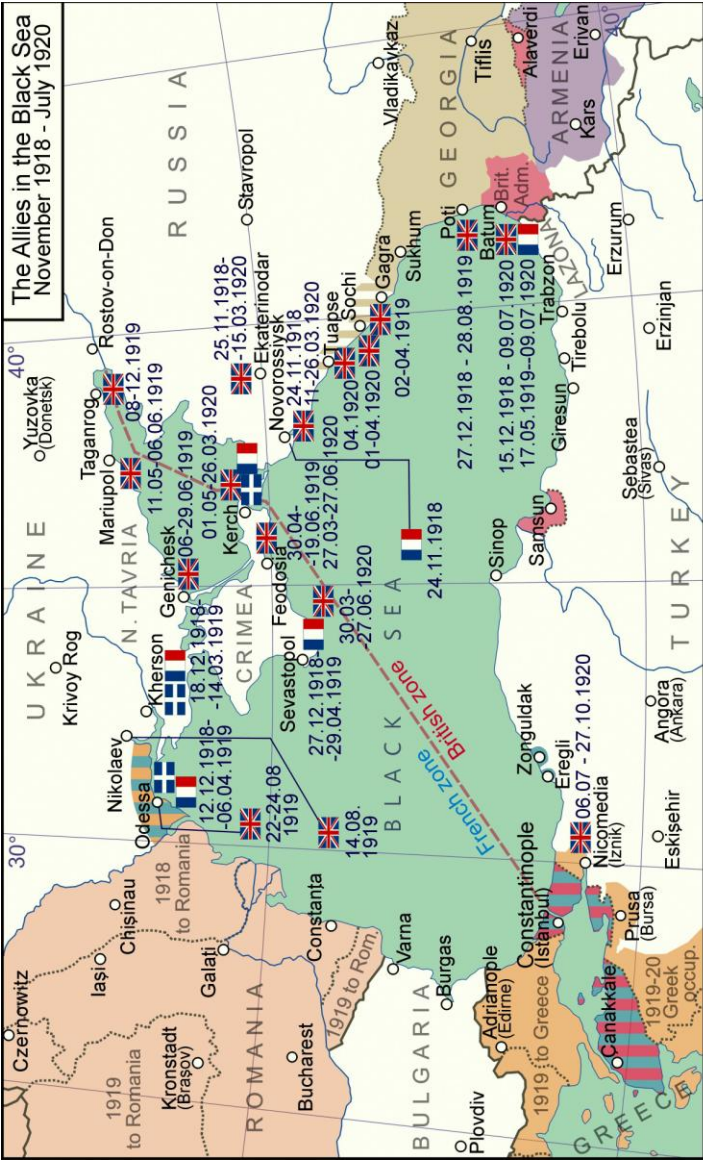 The Allies in the Black Sea
November 1918 - July 1920
30°
40°
40°
Czernowitz
Iași
Chișinau
1918
to Romania
1919
to Romania
Kronstadt
(Brașov)
Galati
ROMANIA
Bucharest
Constanța
1919 to Rom.
Varna
BULGARIA
Burgas
Plovdiv
Adrianople
(Edirne)
1919 to Greece
GREECE
Çanakkale
1919-20
Greek
occup.
Constantinople
(İstanbul)
Prusa
(Bursa)
Nicomedia
(Iznik)
06.07 - 27.10.1920
Eskişehir
Angora
(Ankara)
Eregli
Zonguldak
TURKEY
Sinop
Samsun
Sebastea
(Sivas)
Giresun
Tirebolu
Trabzon
LAZONA
Erzinjan
Erzurum
UKRAINE
Krivoy Rog
Yuzovka
(Donetsk)
Odessa
Nikolaev
Kherson
12.12.1918-
-06.04.1919
22-24.08
1919
14.08.
1919
18.12.1918-
-14.03.1919
N. TAVRIA
Genichesk
06-29.06.1919
Mariupol
11.05-06.06.1919
Taganrog
08-12.1919
Rostov-on-Don
RUSSIA
Stavropol
25.11.1918-
-15.03.1920
Ekaterinodar
CRIMEA
Kerch
01.05-26.03.1920
Feodosia
30.04-
-19.06.1919
27.03-27.06.1920
Sevastopol
27.12.1918-
-29.04.1919
30.03-
27.06.1920
Novorossiysk
24.11.1918
11-26.03.1920
24.11.1918
Tuapse
04.1920
Sochi
01-04.1920
Gagra
02-04.1919
Sukhum
BLACK SEA
French zone
British zone
Vladikavkaz
GEORGIA
Tiflis
Poti
27.12.1918 - 28.08.1919
Batum
Brit.
Adm.
15.12.1918 - 09.07.1920
17.05.1919--09.07.1920
Alaverdi
ARMENIA
Erivan
Kars